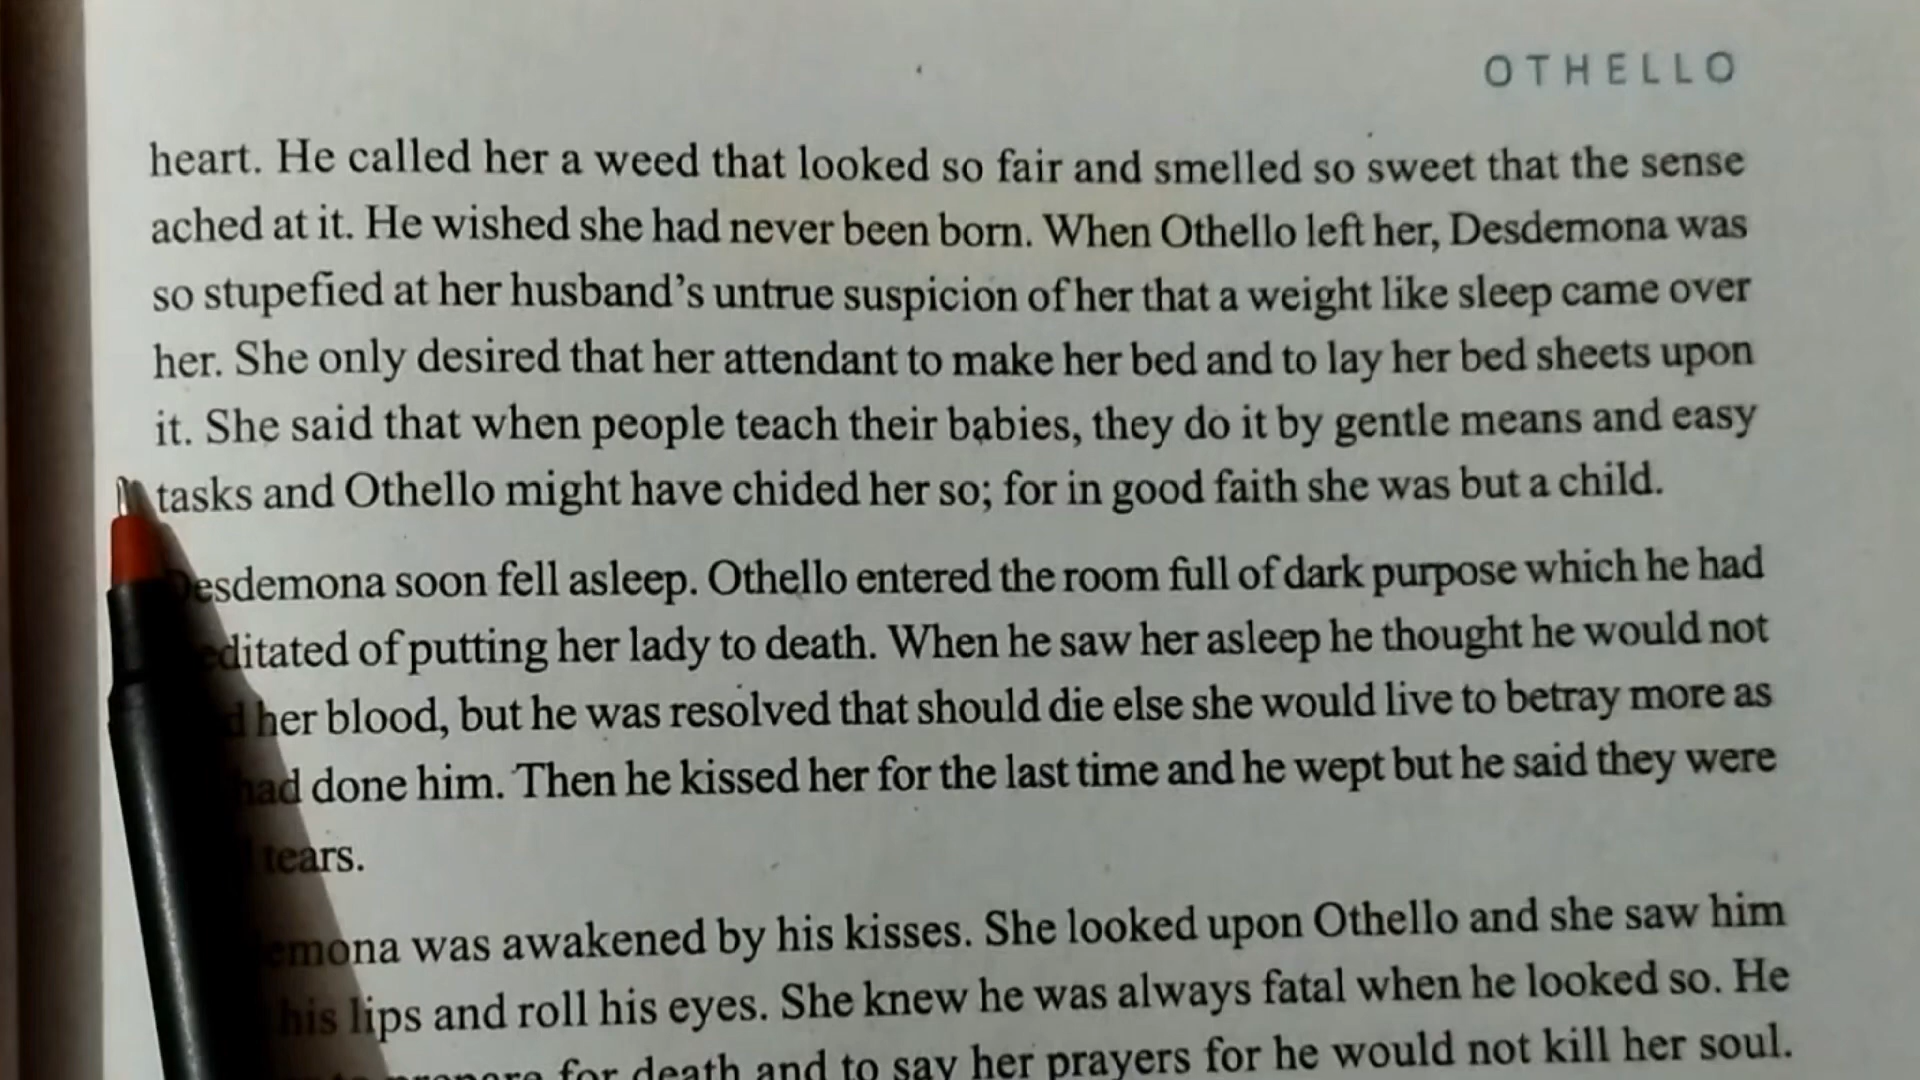 OTHELLO
heart. He called her a weed that looked so fair and smelled so sweet that the sense
ached at it. He wished she had never been born. When Othello left her, Desdemona was
so stupefied at her husband's untrue suspicion of her that a weight like sleep came over
her. She only desired that her attendant to make her bed and to lay her bed sheets upon
it. She said that when people teach their babies, they do it by gentle means and easy
tasks and Othello might have chided her so; for in good faith she was but a child.
Desdemona soon fell asleep. Othello entered the room full of dark purpose which he had
editated of putting her lady to death. When he saw her asleep he thought he would not
her blood, but he was resolved that should die else she would live to betray more as
had done him. Then he kissed her for the last time and he wept but he said they were
tears.
emona was awakened by his kisses. She looked upon Othello and she saw him
his lips and roll his eyes. She knew he was always fatal when he looked so. He
prepare for death and to say her prayers for he would not kill her soul.